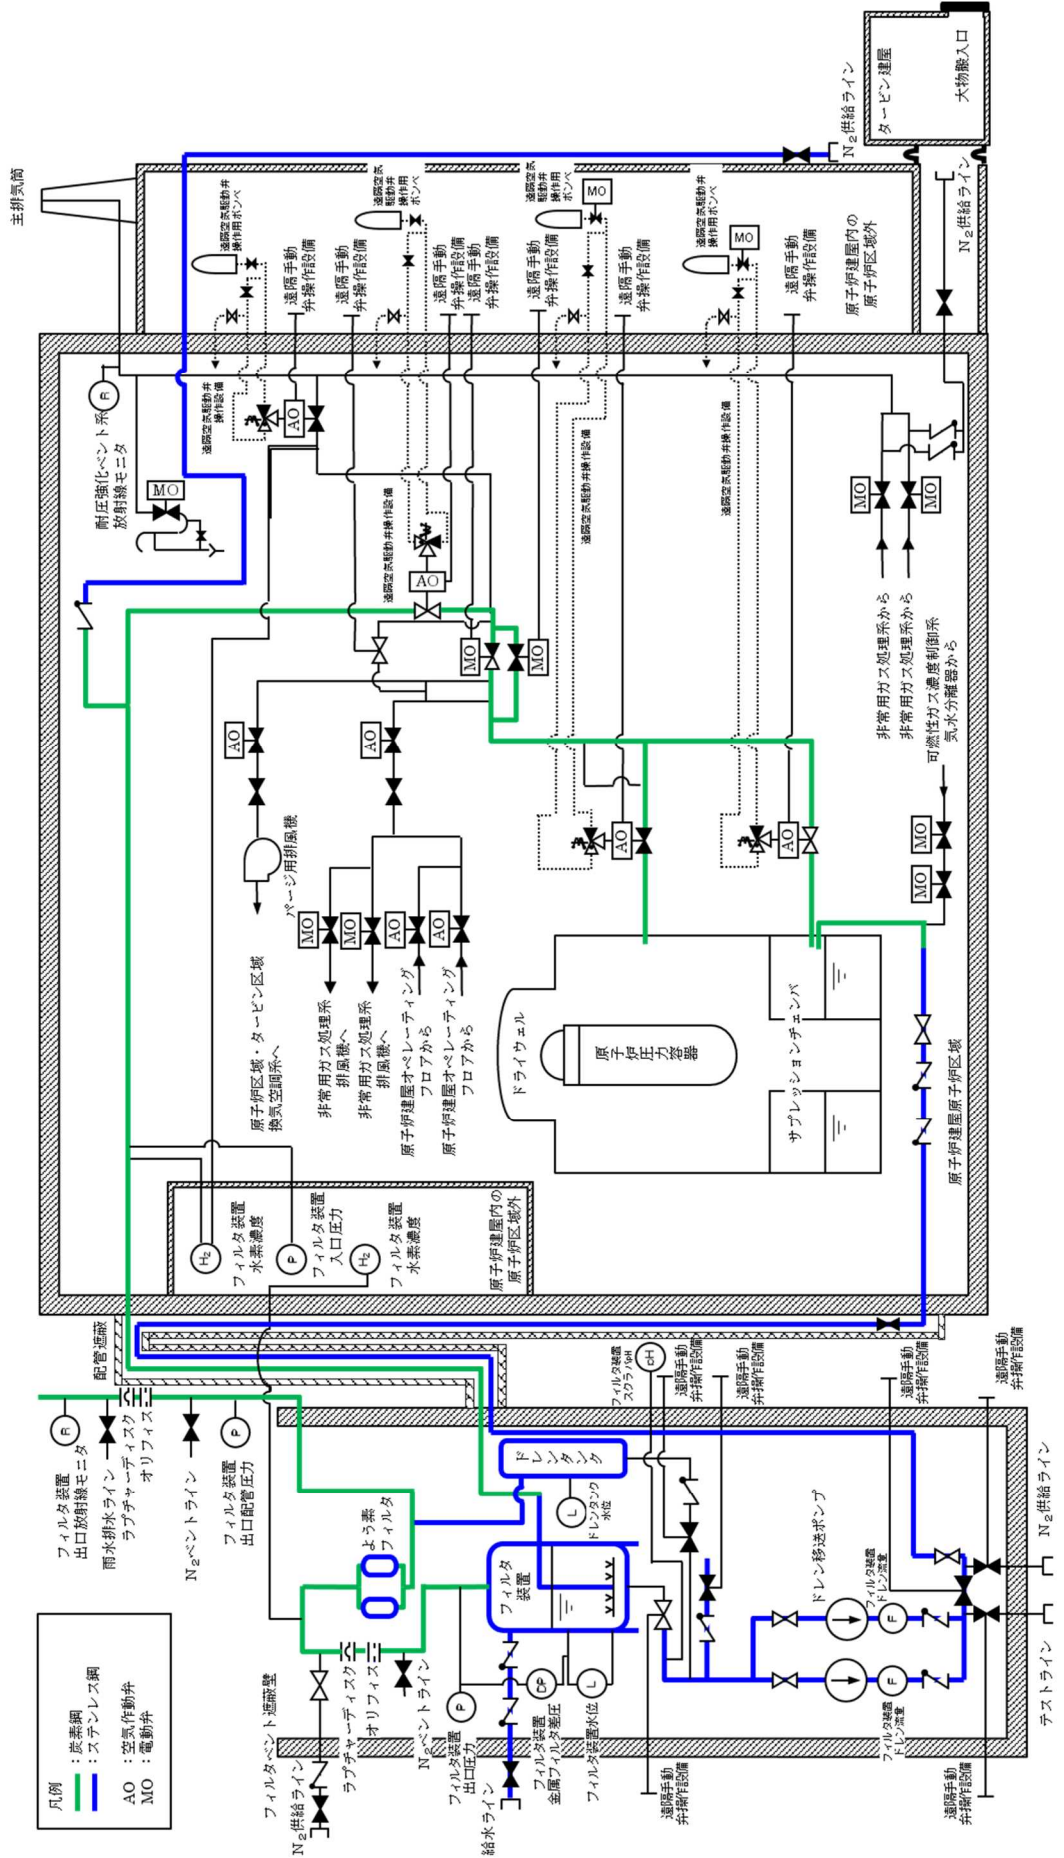 凡例
：炭素鋼
：ステンレス鋼
AO ：空気作動弁
MO ：電動弁
フィルタ装置
出口放射線モニタ
雨水排水ライン
ラプチャーディスク
オリフィス
N₂ベントライン
フィルタ装置
出口配管圧力
配管遮蔽
R
P
フィルタベント遮蔽壁
N₂供給ライン
ラプチャーディスク
オリフィス
N₂ベントライン
よう素
フィルタ
フィルタ装置
出口圧力
P
給水ライン
フィルタ
装置
フィルタ装置
金属フィルタ差圧
DP
フィルタ装置水位
L
ドレン
タンク
ドレンタンク
水位
L
フィルタ装置
スクラバpH
pH
遠隔手動
弁操作設備
遠隔手動
弁操作設備
遠隔手動
弁操作設備
遠隔手動
弁操作設備
遠隔手動
弁操作設備
遠隔手動
弁操作設備
ドレン移送ポンプ
フィルタ装置
ドレン流量
F
フィルタ装置
ドレン流量
F
テストライン
N₂供給ライン
H₂
フィルタ装置
水素濃度
P
フィルタ装置
入口圧力
H₂
フィルタ装置
水素濃度
原子炉建屋内の
原子炉区域外
原子炉区域・タービン区域
換気空調系へ
パージ用排風機
AO
AO
非常用ガス処理系
排風機へ
MO
非常用ガス処理系
排風機へ
MO
原子炉建屋オペレーティング
フロアから
AO
原子炉建屋オペレーティング
フロアから
AO
ドライウェル
原子炉圧力容器
サプレッションチェンバ
原子炉建屋原子炉区域
耐圧強化ベント系
放射線モニタ
R
MO
主排気筒
遠隔空気駆動弁
操作設備
AO
遠隔空気駆動弁操作設備
AO
MO
MO
遠隔空気駆動弁操作設備
AO
遠隔空気駆動弁操作設備
AO
遠隔空気駆動弁
操作用ボンベ
遠隔手動
弁操作設備
遠隔手動
弁操作設備
遠隔空気
駆動弁
操作用
ボンベ
遠隔手動
弁操作設備
遠隔手動
弁操作設備
遠隔空気
駆動弁
操作用
ボンベ
MO
遠隔手動
弁操作設備
遠隔手動
弁操作設備
遠隔空気駆動弁
操作用ボンベ
MO
遠隔手動
弁操作設備
原子炉建屋内の
原子炉区域外
MO
MO
非常用ガス処理系から
非常用ガス処理系から
可燃性ガス濃度制御系
気水分離器から
MO
MO
N₂供給ライン
N₂供給ライン
タービン建屋
大物搬入口